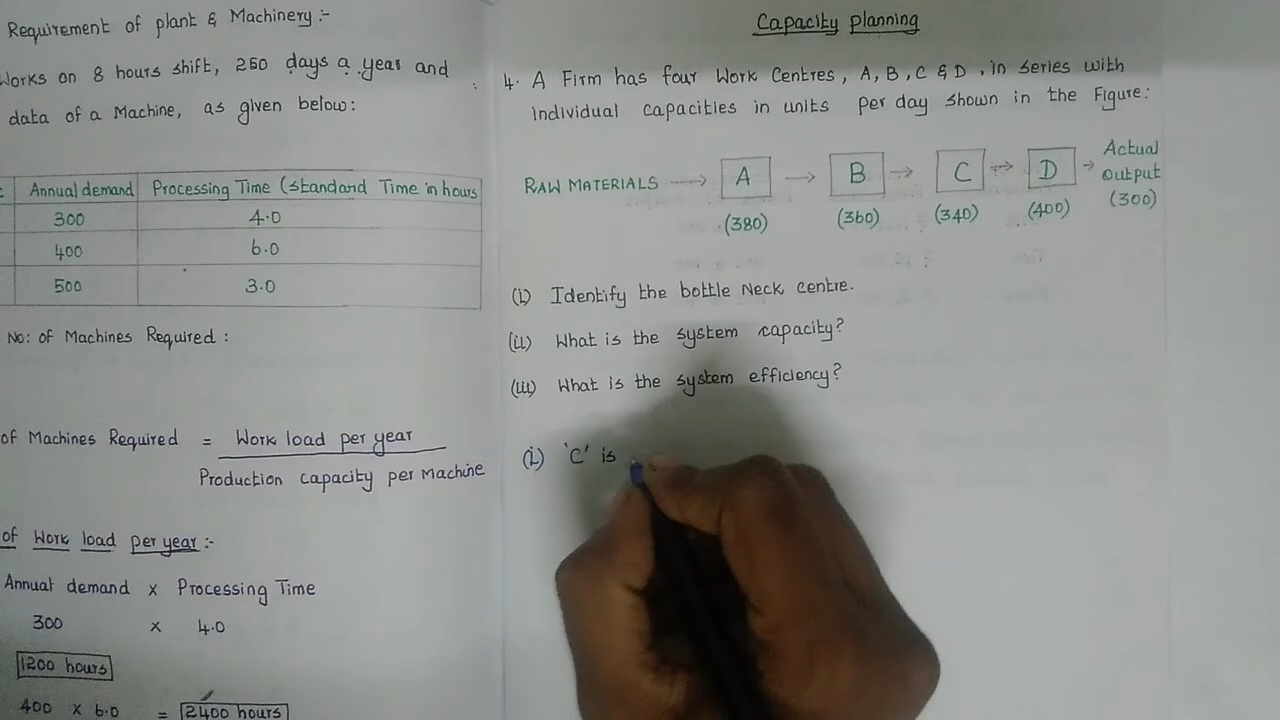 Requirement of plant & Machinery :-
Works on 8 hours shift, 250 days a year and
data of a Machine, as given below:
Annual demand Processing Time (Standard Time in hours
300 4.0
400 6.0
500 3.0
No: of Machines Required :
of Machines Required = Work load per year
Production capacity per Machine
of Work load per year :-
Annual demand x Processing Time
300 x 4.0
1200 hours
400 x 6.0 = 2400 hours
Capacity planning
4. A Firm has four Work Centres, A, B, C & D, in series with
individual capacities in units per day shown in the Figure:
RAW MATERIALS → A → B → C → D → Actual
output
(380) (360) (340) (400) (300)
(i) Identify the bottle Neck centre.
(ii) What is the system capacity?
(iii) What is the system efficiency?
(i) 'C' is